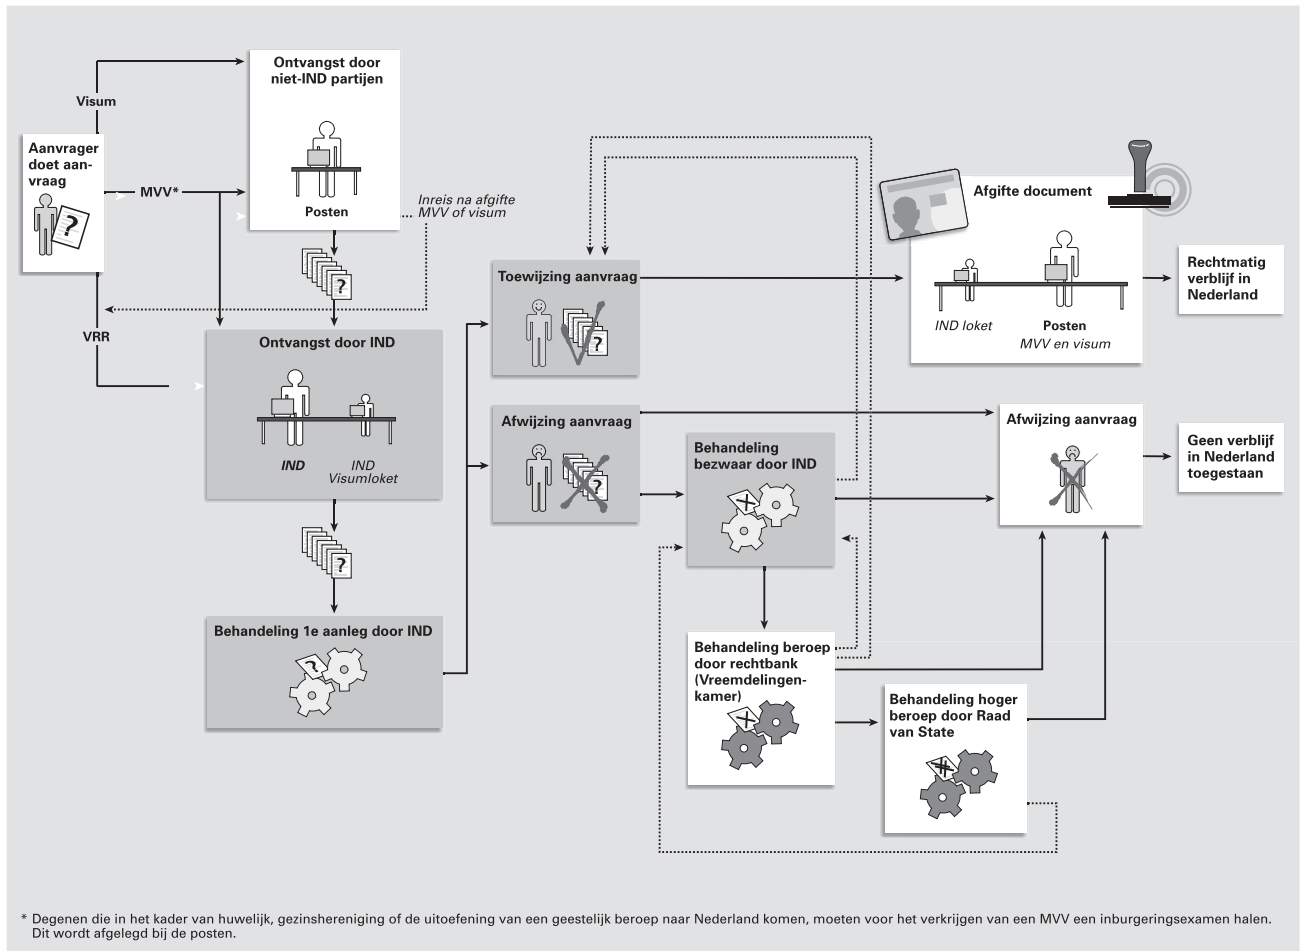 Ontvangst door
niet-IND partijen
Visum
Aanvrager
doet aan-
vraag
?
MVV*
Posten
Inreis na afgifte
MVV of visum
?
VRR
Ontvangst door IND
IND
IND
Visumloket
?
Behandeling 1e aanleg door IND
?
Toewijzing aanvraag
?
Afwijzing aanvraag
?
Behandeling
bezwaar door IND
Behandeling beroep
door rechtbank
(Vreemdelingen-
kamer)
Behandeling hoger
beroep door Raad
van State
Afgifte document
IND loket
Posten
MVV en visum
Rechtmatig
verblijf in
Nederland
Afwijzing aanvraag
Geen verblijf
in Nederland
toegestaan
* Degenen die in het kader van huwelijk, gezinshereniging of de uitoefening van een geestelijk beroep naar Nederland komen, moeten voor het verkrijgen van een MVV een inburgeringsexamen halen.
Dit wordt afgelegd bij de posten.